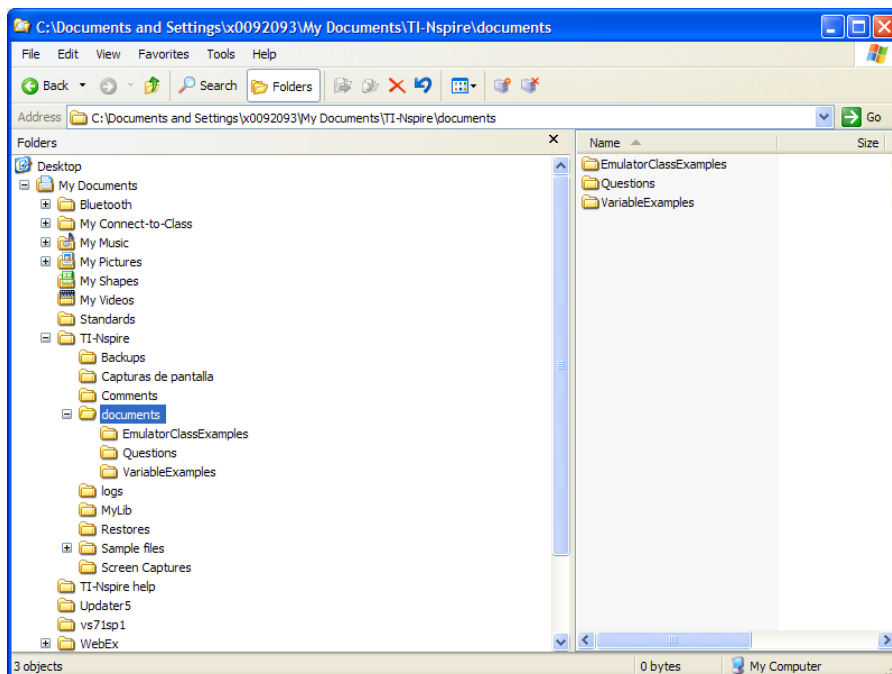 C:\Documents and Settings\x0092093\My Documents\TI-Nspire\documents
File Edit View Favorites Tools Help
Back Search Folders
Address C:\Documents and Settings\x0092093\My Documents\TI-Nspire\documents Go
Folders x
Name Size
Desktop
My Documents
Bluetooth
My Connect-to-Class
My Music
My Pictures
My Shapes
My Videos
Standards
TI-Nspire
Backups
Capturas de pantalla
Comments
documents
EmulatorClassExamples
Questions
VariableExamples
logs
MyLib
Restores
Sample files
Screen Captures
TI-Nspire help
Updater5
vs71sp1
WebEx
EmulatorClassExamples
Questions
VariableExamples
3 objects 0 bytes My Computer